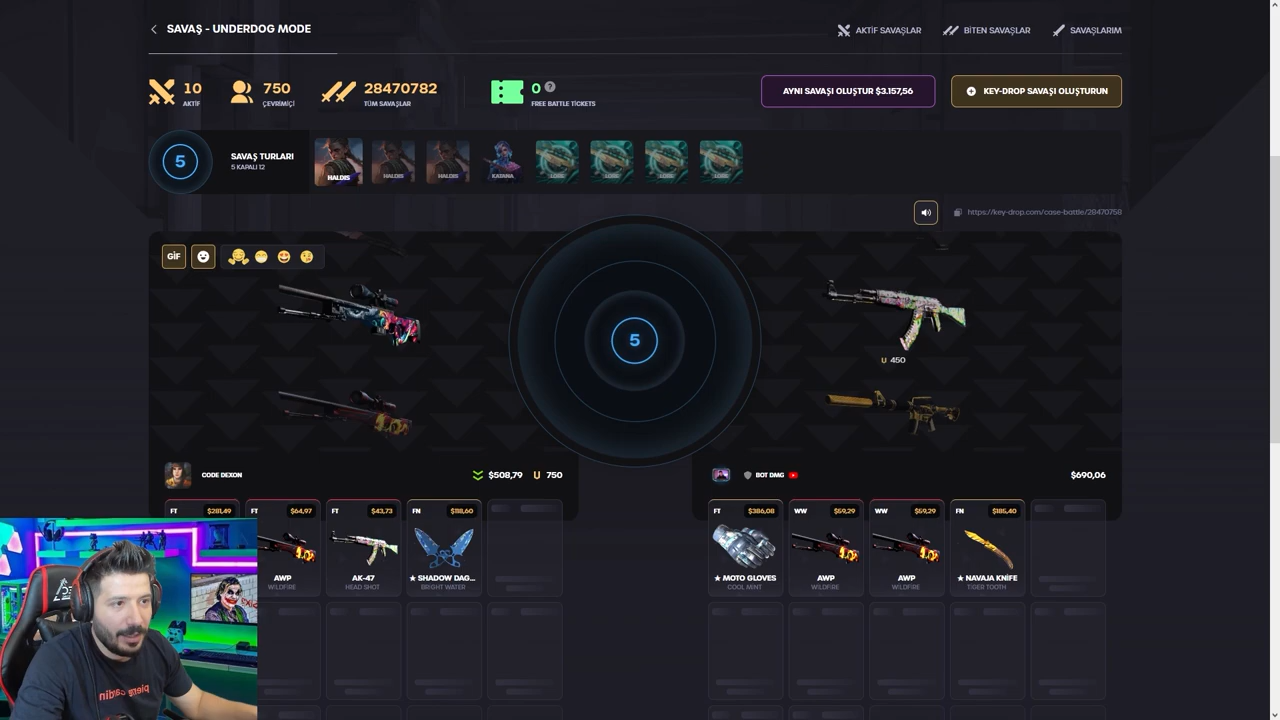 SAVAŞ - UNDERDOG MODE
AKTİF SAVAŞLAR
BİTEN SAVAŞLAR
SAVAŞLARIM
10
AKTİF
750
ÇEVRİMİÇİ
28470782
TÜM SAVAŞLAR
0
?
FREE BATTLE TICKETS
AYNI SAVAŞI OLUŞTUR $3.157,56
KEY-DROP SAVAŞI OLUŞTURUN
5
SAVAŞ TURLARI
5 KAPALI 12
HALDIS
HALDIS
HALDIS
KATANA
https://key-drop.com/case-battle/28470758
GİF
5
U 450
CODE DEXON
$508,79
U 750
BOT DMG
$690,06
FT
$281,49
FT
$64,97
FT
$43,73
FN
$118,60
AWP
WILDFIRE
AK-47
HEAD SHOT
★ SHADOW DAG...
BRIGHT WATER
FT
$386,08
WW
$59,29
WW
$59,29
FN
$185,40
★ MOTO GLOVES
COOL MINT
AWP
WILDFIRE
AWP
WILDFIRE
★ NAVAJA KNİFE
TIGER TOOTH